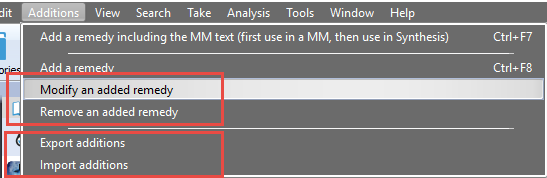 dit Additions View Search Take Analysis Tools Window Help
Add a remedy including the MM text (first use in a MM, then use in Synthesis) Ctrl+F7
Add a remedy Ctrl+F8
ories
Modify an added remedy
Remove an added remedy
Export additions
Import additions